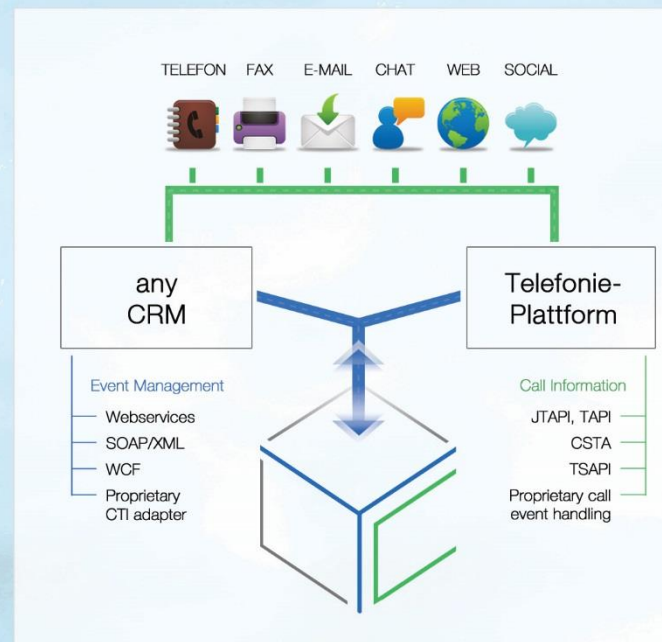 TELEFON FAX E-MAIL CHAT WEB SOCIAL
any
CRM
Telefonie-
Plattform
Event Management
Webservices
SOAP/XML
WCF
Proprietary
CTI adapter
Call Information
JTAPI, TAPI
CSTA
TSAPI
Proprietary call
event handling